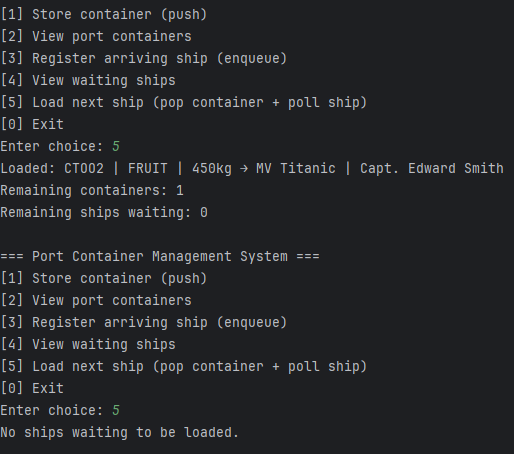 [1] Store container (push)
[2] View port containers
[3] Register arriving ship (enqueue)
[4] View waiting ships
[5] Load next ship (pop container + poll ship)
[0] Exit
Enter choice: 5
Loaded: CTOO2 | FRUIT | 450kg → MV Titanic | Capt. Edward Smith
Remaining containers: 1
Remaining ships waiting: 0
=== Port Container Management System ===
[1] Store container (push)
[2] View port containers
[3] Register arriving ship (enqueue)
[4] View waiting ships
[5] Load next ship (pop container + poll ship)
[0] Exit
Enter choice: 5
No ships waiting to be loaded.